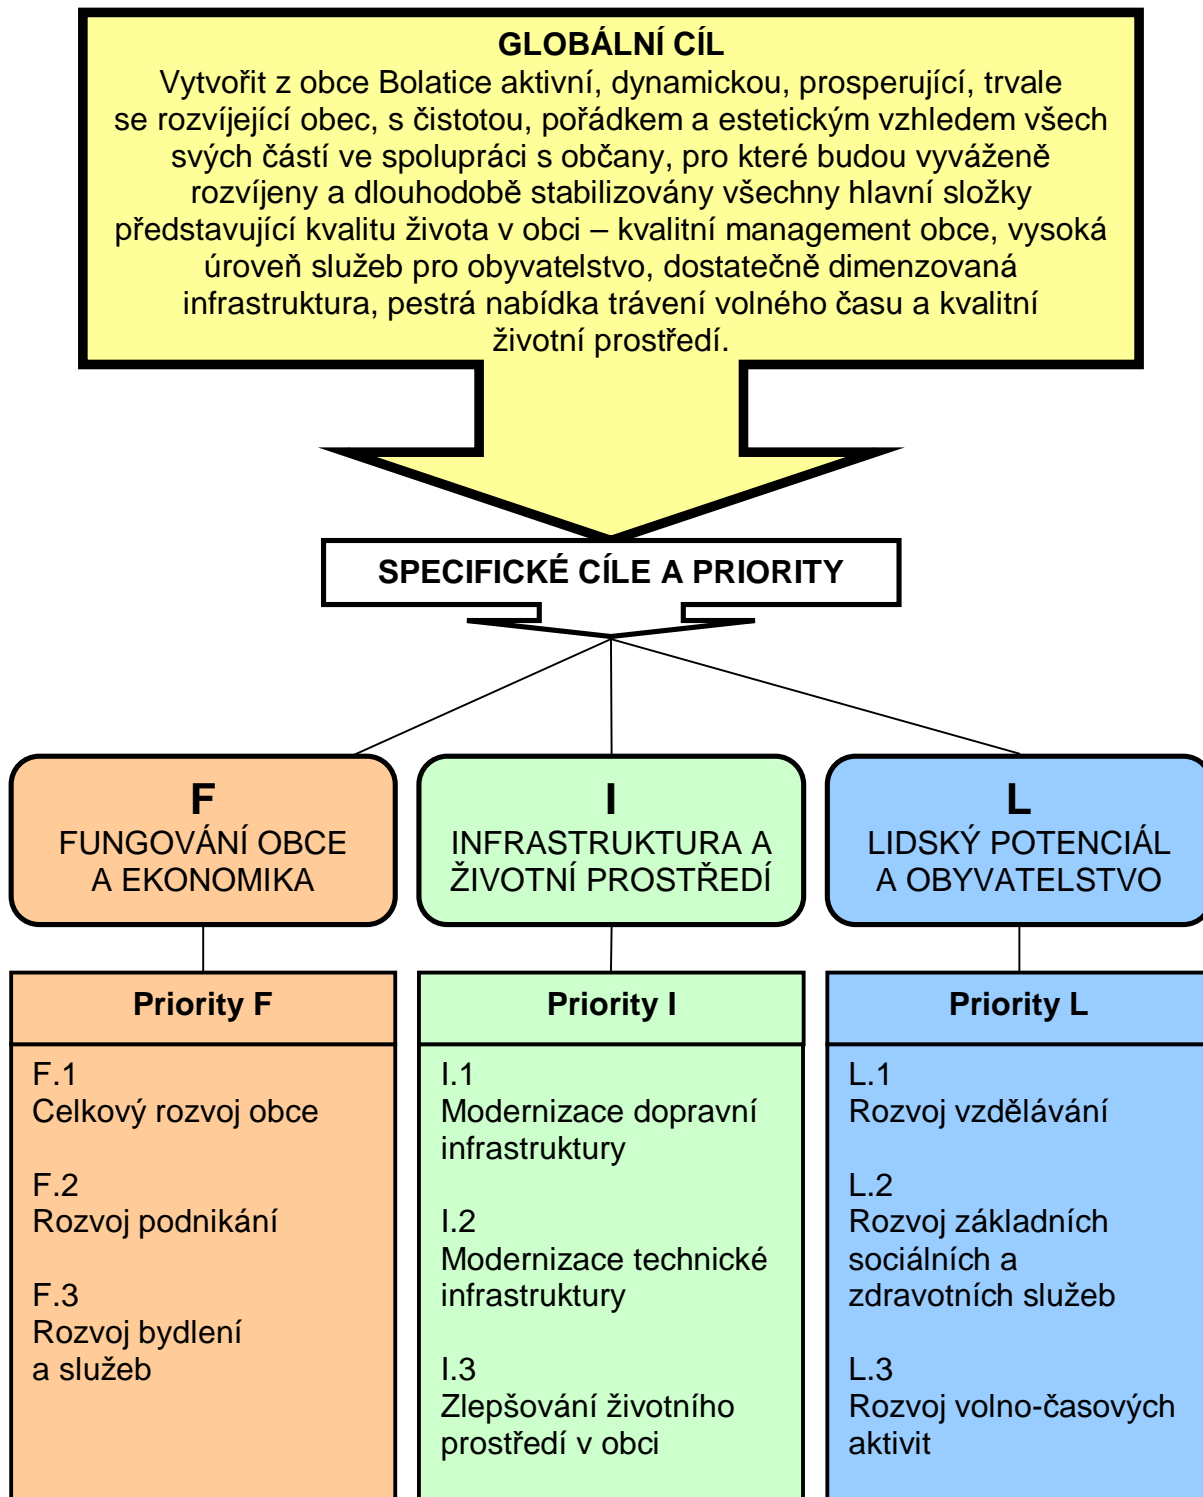 GLOBÁLNÍ CÍL
Vytvořit z obce Bolatice aktivní, dynamickou, prosperující, trvale
se rozvíjející obec, s čistotou, pořádkem a estetickým vzhledem všech
svých částí ve spolupráci s občany, pro které budou vyváženě
rozvíjeny a dlouhodobě stabilizovány všechny hlavní složky
představující kvalitu života v obci – kvalitní management obce, vysoká
úroveň služeb pro obyvatelstvo, dostatečně dimenzovaná
infrastruktura, pestrá nabídka trávení volného času a kvalitní
životní prostředí.
SPECIFICKÉ CÍLE A PRIORITY
F
FUNGOVÁNÍ OBCE
A EKONOMIKA
I
INFRASTRUKTURA A
ŽIVOTNÍ PROSTŘEDÍ
L
LIDSKÝ POTENCIÁL
A OBYVATELSTVO
Priority F
F.1
Celkový rozvoj obce
F.2
Rozvoj podnikání
F.3
Rozvoj bydlení
a služeb
Priority I
I.1
Modernizace dopravní
infrastruktury
I.2
Modernizace technické
infrastruktury
I.3
Zlepšování životního
prostředí v obci
Priority L
L.1
Rozvoj vzdělávání
L.2
Rozvoj základních
sociálních a
zdravotních služeb
L.3
Rozvoj volno-časových
aktivit